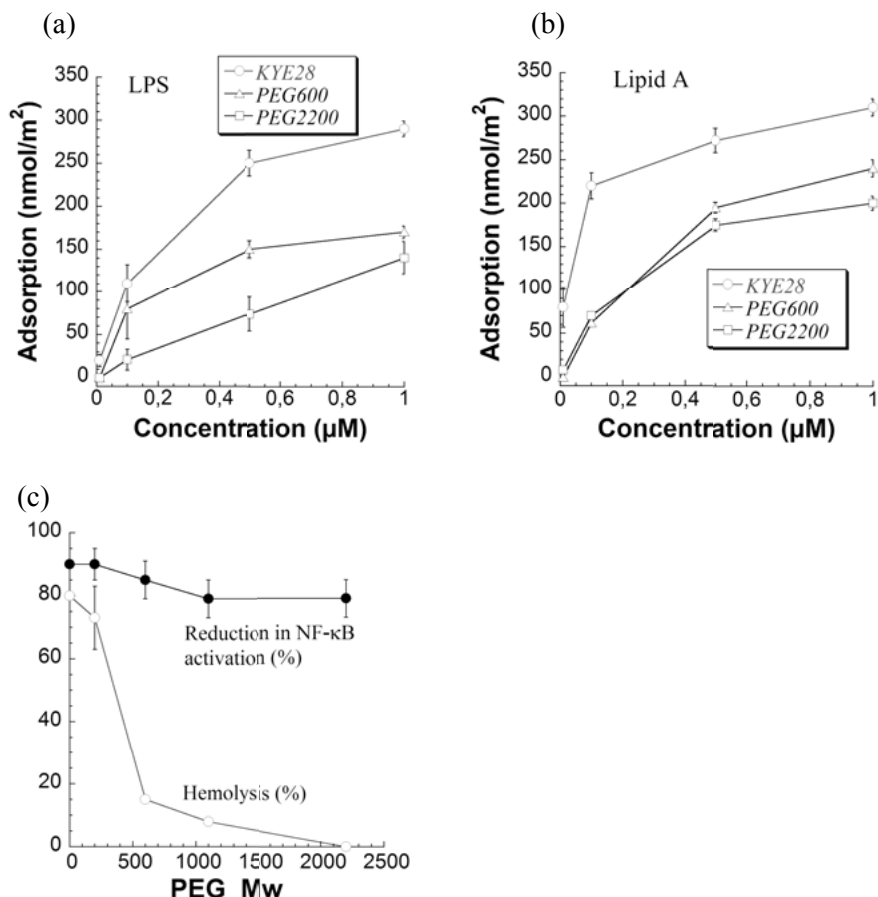 (a)
LPS
KYE28
PEG600
PEG2200
350
300
250
200
150
100
50
0
Adsorption (nmol/m²)
0 0,2 0,4 0,6 0,8 1
Concentration (µM)
(b)
Lipid A
350
300
250
200
150
100
50
0
Adsorption (nmol/m²)
KYE28
PEG600
PEG2200
0 0,2 0,4 0,6 0,8 1
Concentration (µM)
(c)
100
80
60
40
20
0
Reduction in NF-κB
activation (%)
Hemolysis (%)
0 500 1000 1500 2000 2500
PEG Mw